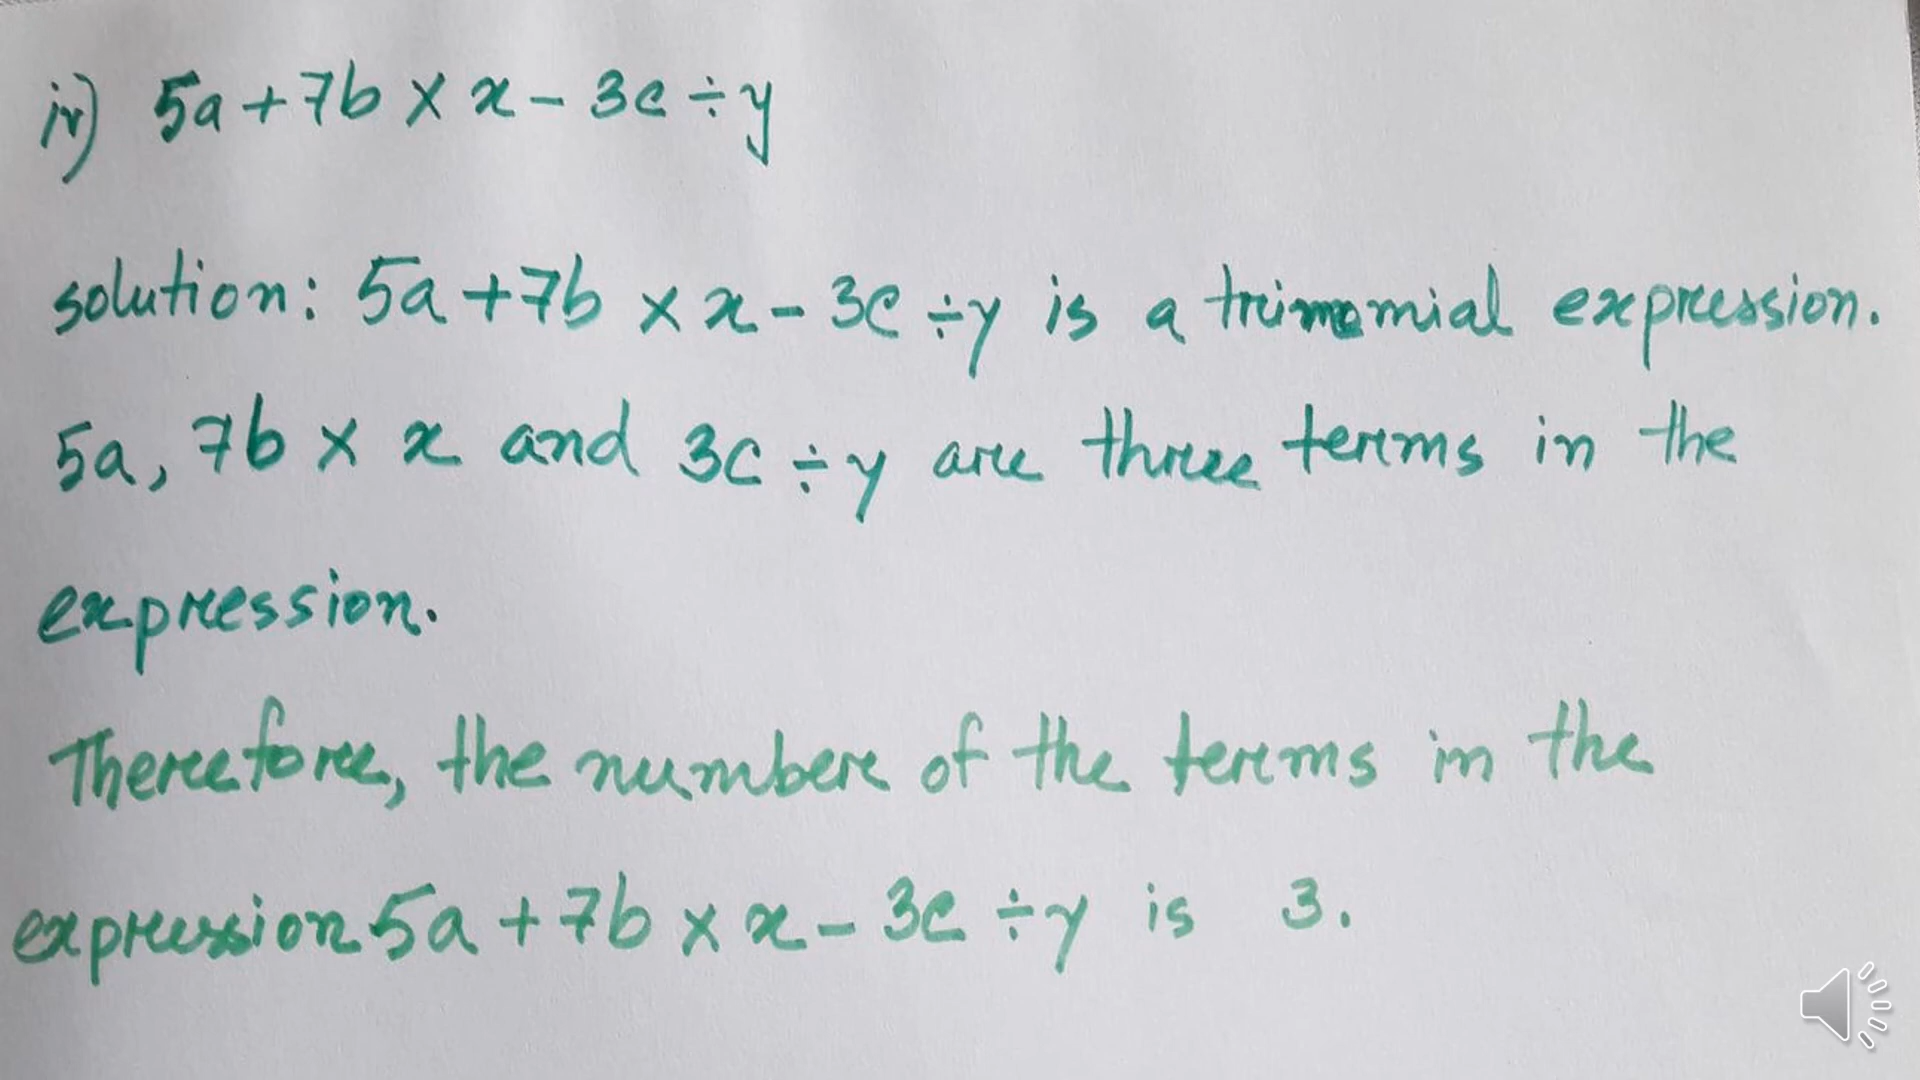 iv) 5a+7b × x - 3c ÷ y
solution: 5a+7b × x - 3c ÷ y is a trinomial expression.
5a, 7b × x and 3c ÷ y are three terms in the
expression.
Therefore, the number of the terms in the
expression 5a + 7b × x - 3c ÷ y is 3.